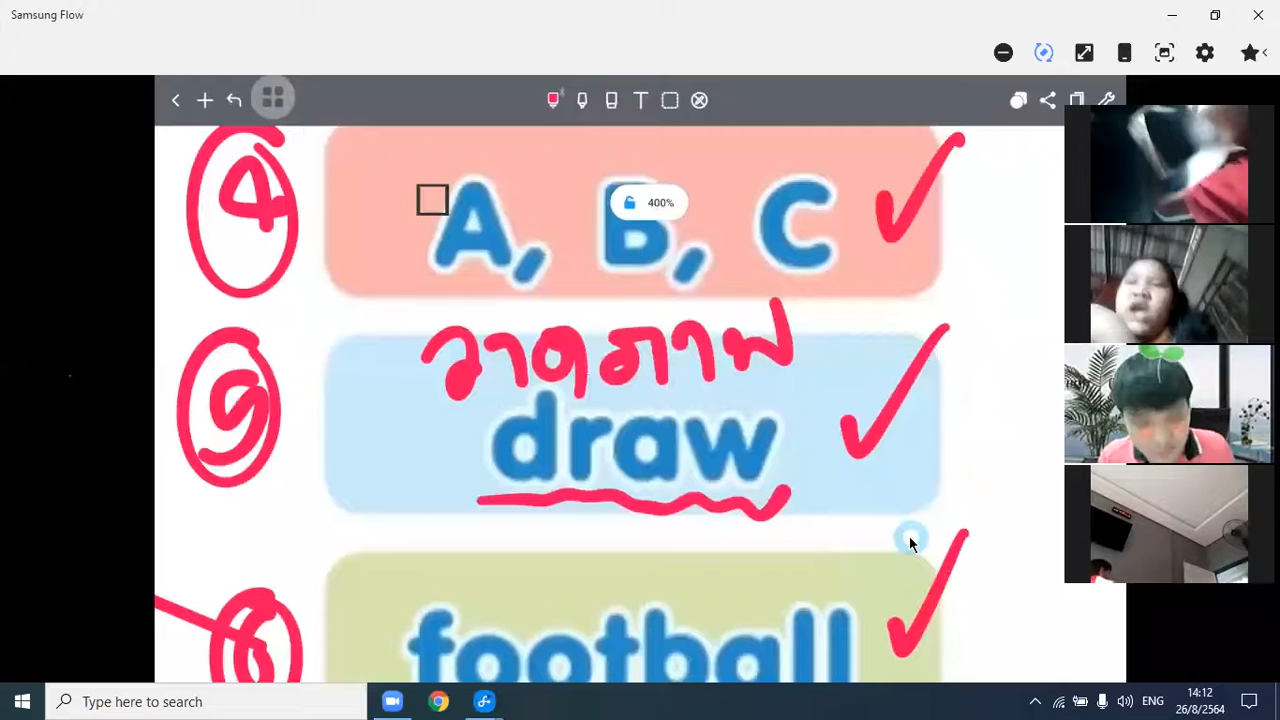 Samsung Flow
④
A, B, C
400%
วาดภาพ
⑤
draw
⑥
football
Type here to search
ENG
14:12
26/8/2564